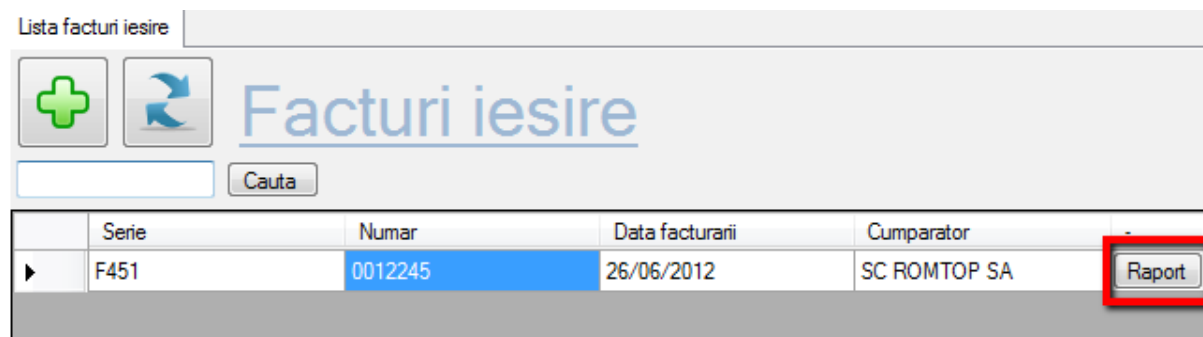 Lista facturi iesire
Facturi iesire
Cauta
Serie Numar Data facturarii Cumparator -
F451 0012245 26/06/2012 SC ROMTOP SA Raport